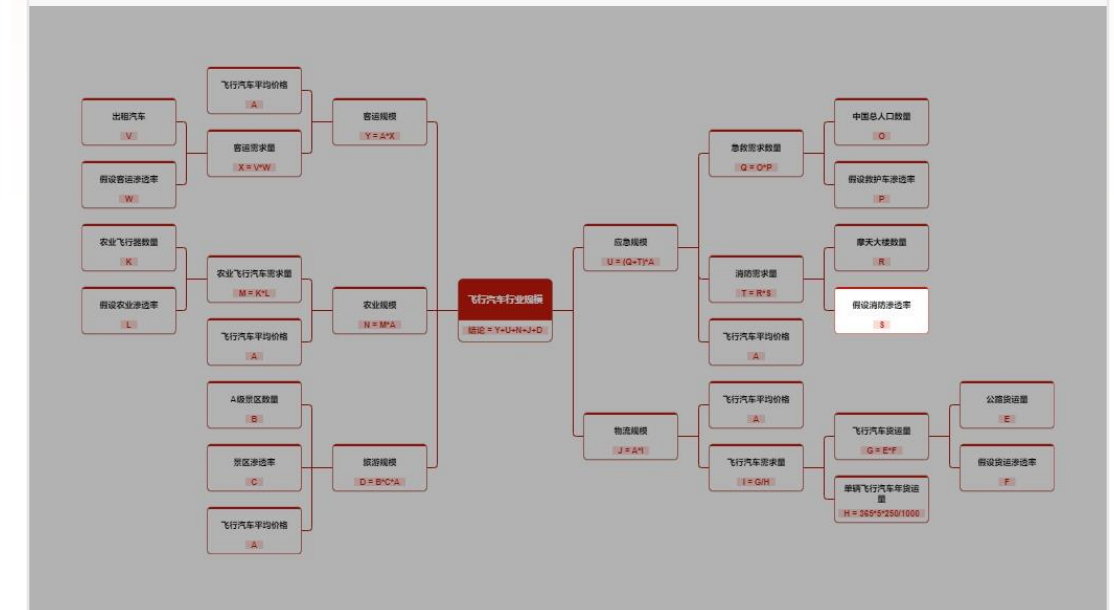 飞行汽车平均价格
A
出租汽车
V
客运规模
Y = A*X
客运需求量
X = V*W
假设客运渗透率
W
农业飞行器数量
K
农业飞行汽车需求量
M = K*L
假设农业渗透率
L
农业规模
N = M*A
飞行汽车平均价格
A
A级景区数量
B
景区渗透率
C
旅游规模
D = B*C*A
飞行汽车平均价格
A
飞行汽车行业规模
结论 = Y+U+N+J+D
应急规模
U = (Q+T)*A
急救需求数量
Q = O*P
中国总人口数量
O
假设救护车渗透率
P
消防需求量
T = R*S
摩天大楼数量
R
假设消防渗透率
S
飞行汽车平均价格
A
物流规模
J = A*I
飞行汽车平均价格
A
飞行汽车需求量
I = G/H
飞行汽车货运量
G = E*F
公路货运量
E
假设货运渗透率
F
单辆飞行汽车年货运
量
H = 365*5*250/1000